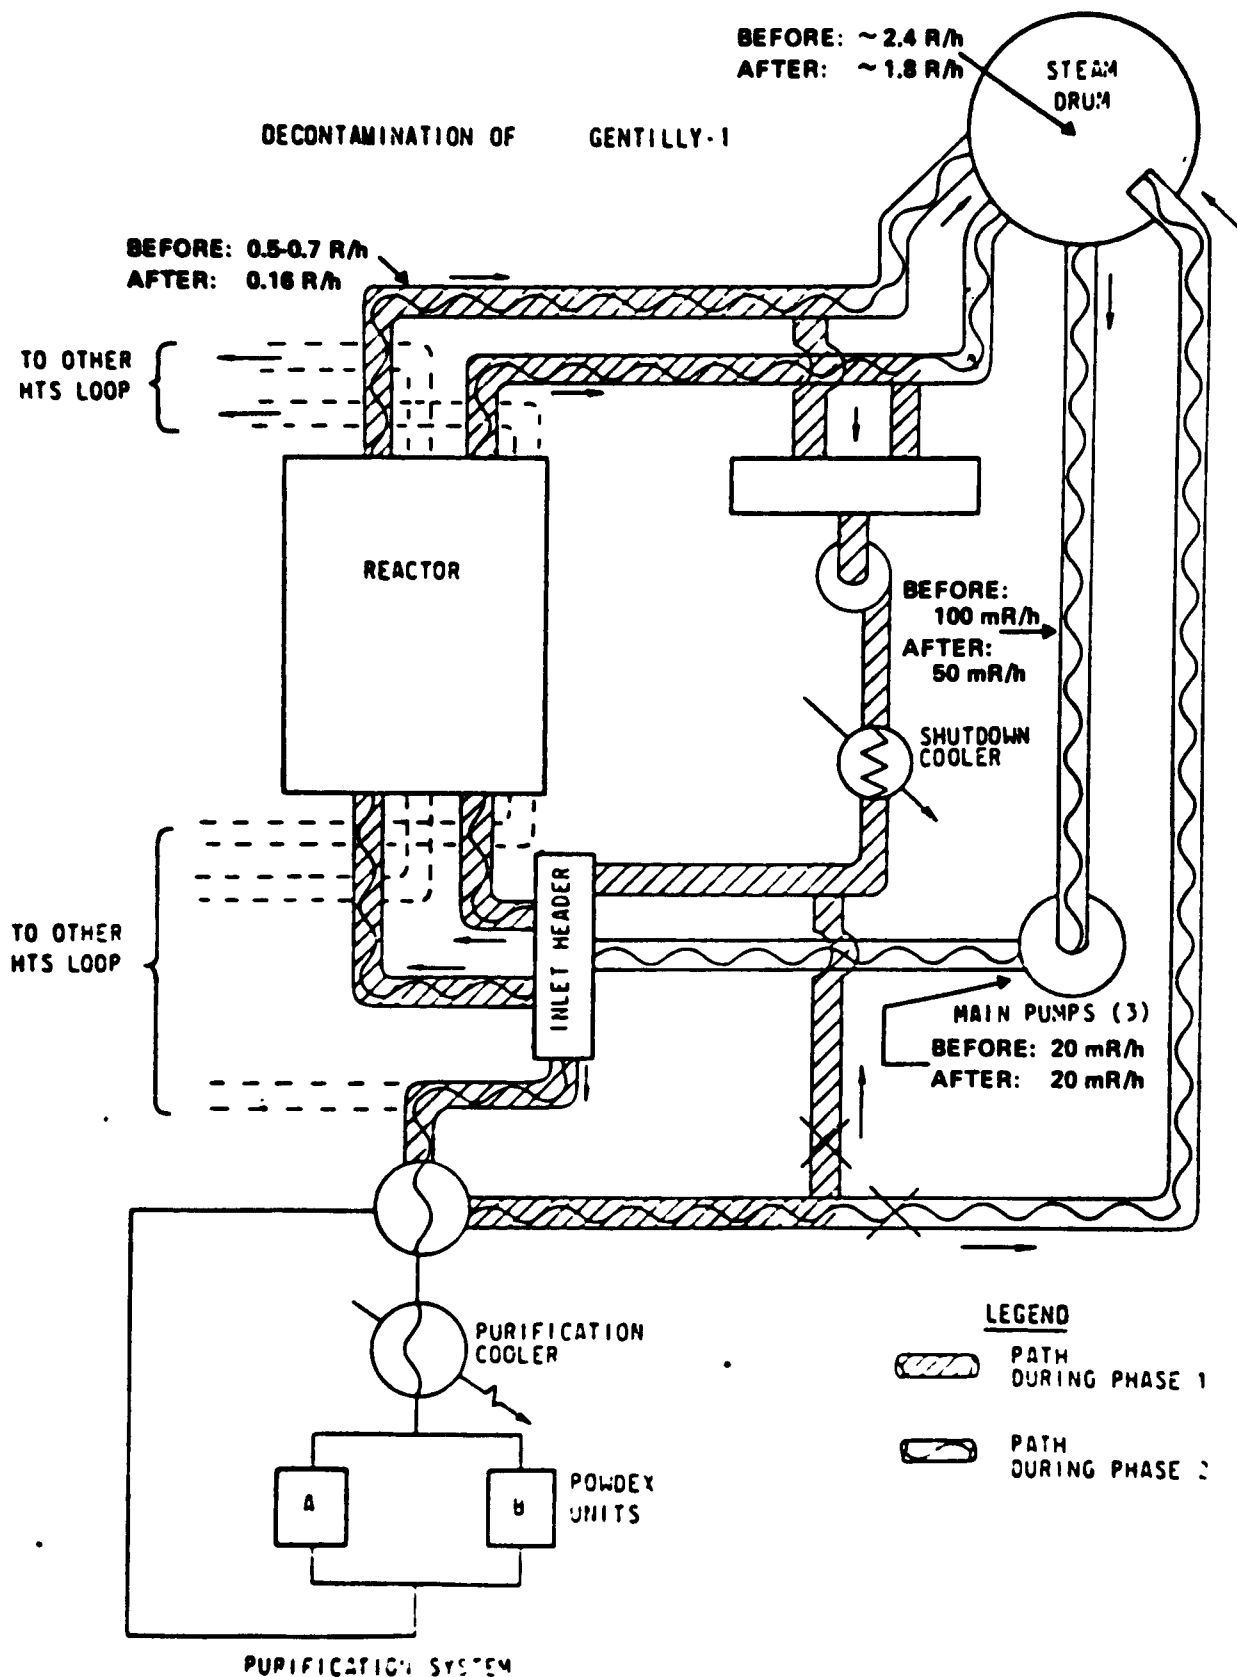 BEFORE: ~2.4 R/h
AFTER: ~1.8 R/h
STEAM
DRUM
DECONTAMINATION OF GENTILLY-1
BEFORE: 0.5-0.7 R/h
AFTER: 0.16 R/h
TO OTHER
HTS LOOP
REACTOR
BEFORE:
100 mR/h
AFTER:
50 mR/h
SHUTDOWN
COOLER
INLET HEADER
TO OTHER
HTS LOOP
MAIN PUMPS (3)
BEFORE: 20 mR/h
AFTER: 20 mR/h
PURIFICATION
COOLER
LEGEND
PATH
DURING PHASE 1
PATH
DURING PHASE 2
A
B
POWDEX
UNITS
PURIFICATION SYSTEM